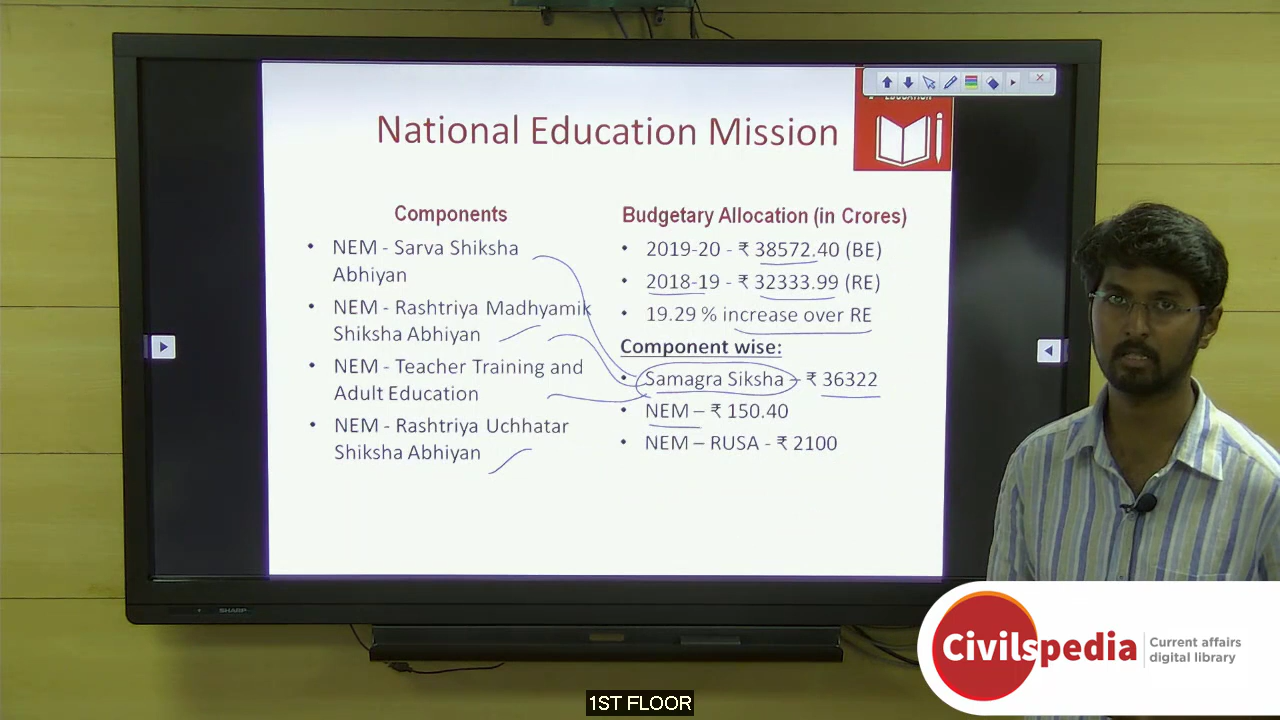 EDUCATION
National Education Mission
Components
• NEM - Sarva Shiksha
Abhiyan
• NEM - Rashtriya Madhyamik
Shiksha Abhiyan
• NEM - Teacher Training and
Adult Education
• NEM - Rashtriya Uchhatar
Shiksha Abhiyan
Budgetary Allocation (in Crores)
• 2019-20 - ₹ 38572.40 (BE)
• 2018-19 - ₹ 32333.99 (RE)
• 19.29 % increase over RE
Component wise:
• Samagra Siksha – ₹ 36322
• NEM – ₹ 150.40
• NEM – RUSA - ₹ 2100
SHARP
Civilspedia
Current affairs
digital library
1ST FLOOR